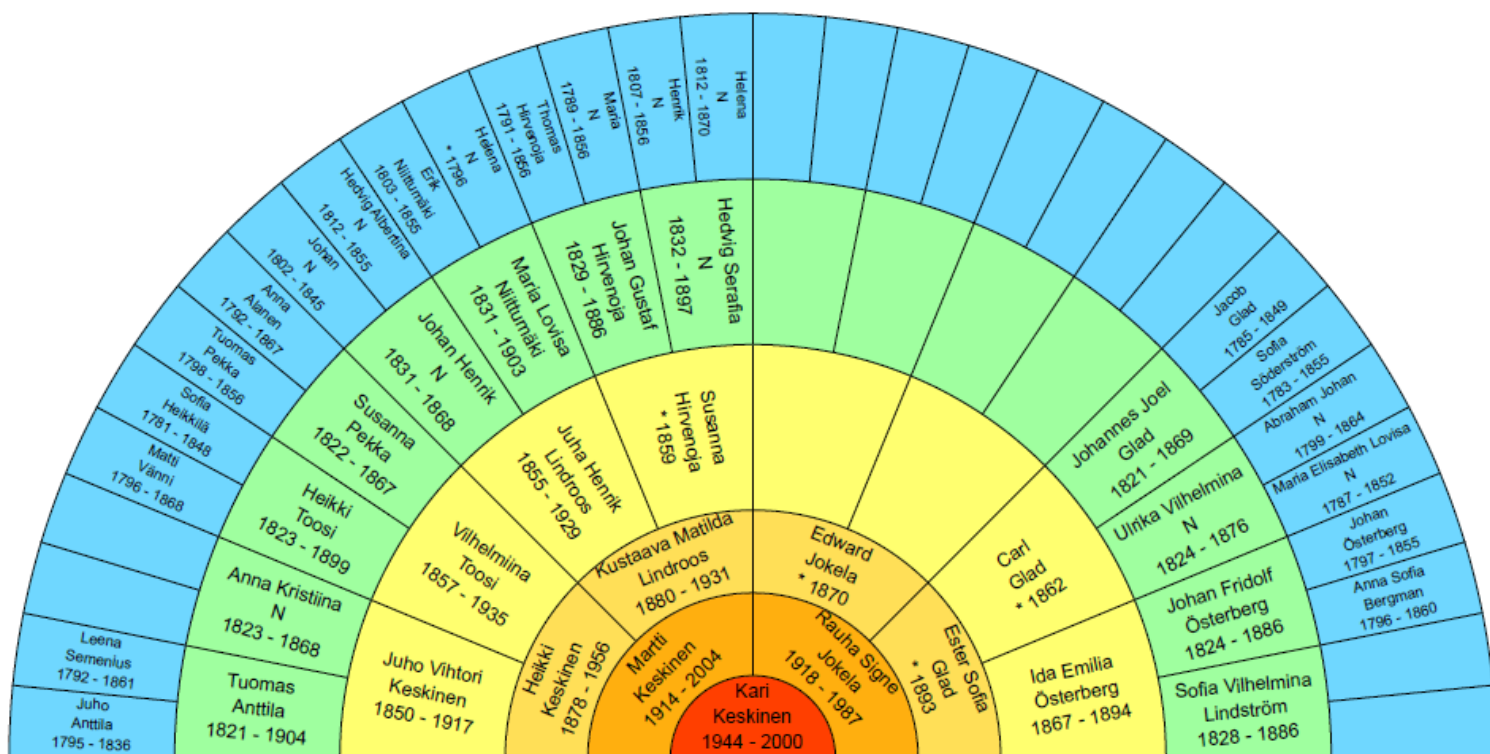 Helena
N
1812 - 1870
Henrik
N
1807 - 1856
Maria
N
1789 - 1856
Thomas
Hirvenoja
1791 - 1856
Helena
N
* 1796
Erik
Niittumäki
1803 - 1855
Hedvig Albertina
N
1812 - 1855
Johan
N
1802 - 1845
Anna
Alanen
1792 - 1867
Tuomas
Pekka
1798 - 1856
Sofia
Heikkilä
1781 - 1848
Matti
Vänni
1796 - 1868
Leena
Semenius
1792 - 1861
Juho
Anttila
1795 - 1836
Jacob
Glad
1785 - 1849
Sofia
Söderström
1783 - 1855
Abraham Johan
N
1799 - 1864
Maria Elisabeth Lovisa
N
1787 - 1852
Johan
Österberg
1797 - 1855
Anna Sofia
Bergman
1796 - 1860
Hedvig Serafia
N
1832 - 1897
Johan Gustaf
Hirvenoja
1829 - 1886
Maria Lovisa
Niittumäki
1831 - 1903
Johan Henrik
N
1831 - 1868
Susanna
Pekka
1822 - 1867
Heikki
Toosi
1823 - 1899
Anna Kristiina
N
1823 - 1868
Tuomas
Anttila
1821 - 1904
Johannes Joel
Glad
1821 - 1869
Ulrika Vilhelmina
N
1824 - 1876
Johan Fridolf
Österberg
1824 - 1886
Sofia Vilhelmina
Lindström
1828 - 1886
Susanna
Hirvenoja
* 1859
Juha Henrik
Lindroos
1855 - 1929
Vilhelmiina
Toosi
1857 - 1935
Juho Vihtori
Keskinen
1850 - 1917
Carl
Glad
* 1862
Ida Emilia
Österberg
1867 - 1894
Kustaava Matilda
Lindroos
1880 - 1931
Heikki
Keskinen
1878 - 1956
Edward
Jokela
* 1870
Ester Sofia
Glad
* 1893
Martti
Keskinen
1914 - 2004
Rauha Signe
Jokela
1918 - 1987
Kari
Keskinen
1944 - 2000